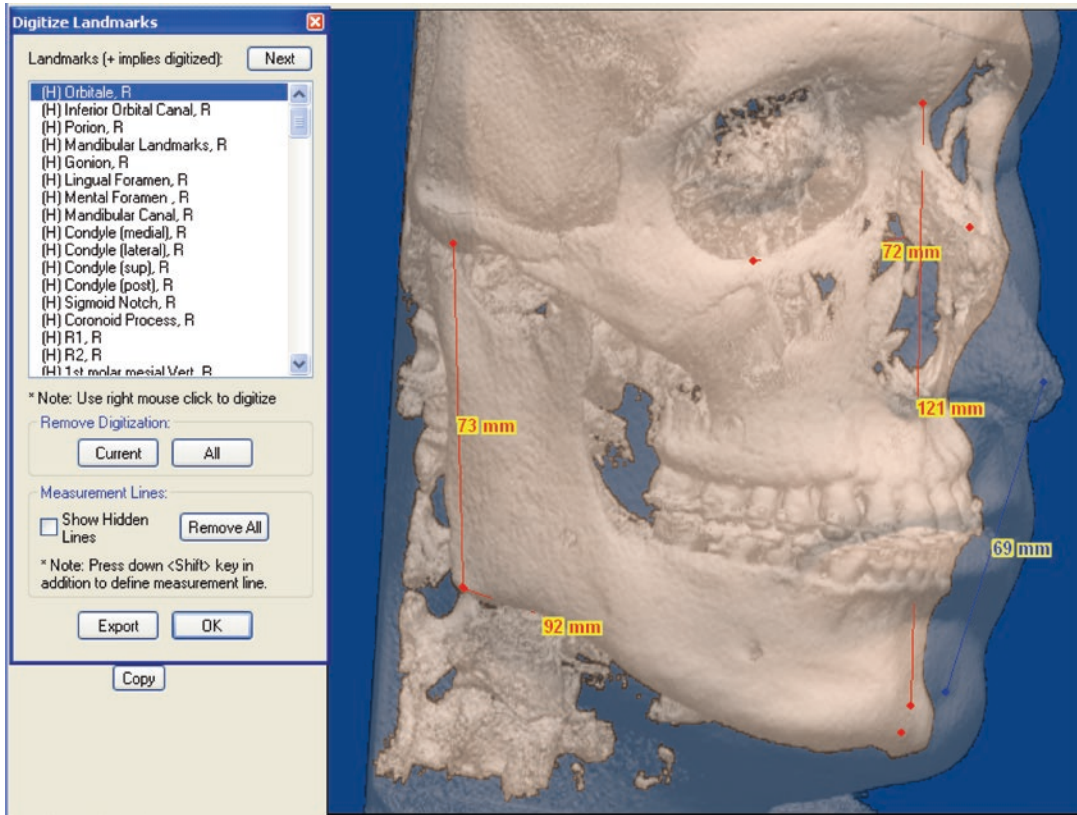 Digitize Landmarks
Landmarks (+ implies digitized):
Next
(H) Orbitale, R
(H) Inferior Orbital Canal, R
(H) Porion, R
(H) Mandibular Landmarks, R
(H) Gonion, R
(H) Lingual Foramen, R
(H) Mental Foramen , R
(H) Mandibular Canal, R
(H) Condyle (medial), R
(H) Condyle (lateral), R
(H) Condyle (sup), R
(H) Condyle (post), R
(H) Sigmoid Notch, R
(H) Coronoid Process, R
(H) R1, R
(H) R2, R
(H) 1st molar mesial Vert, R
* Note: Use right mouse click to digitize
Remove Digitization:
Current
All
Measurement Lines:
Show Hidden
Lines
Remove All
* Note: Press down <Shift> key in
addition to define measurement line.
Export
OK
Copy
72 mm
121 mm
73 mm
69 mm
92 mm